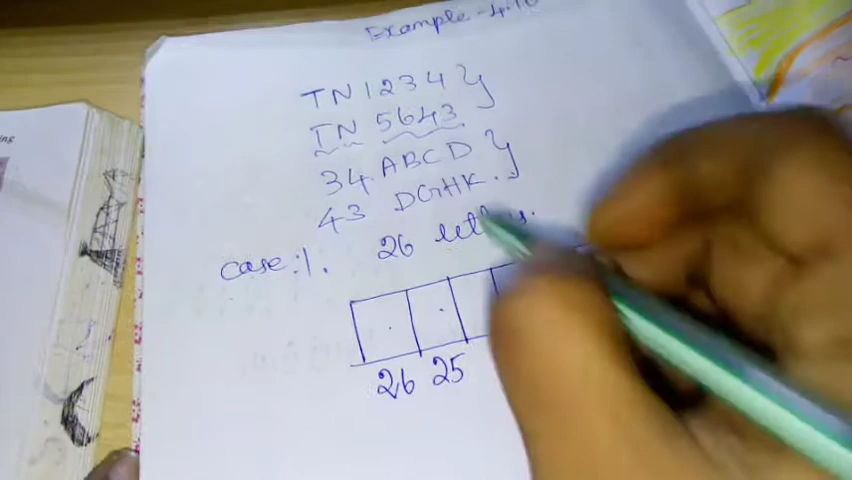 Example - 4.10
TN 1234 }
TN 5643
34 ABCD }
43 DGHK.
26
case:1.
26 25